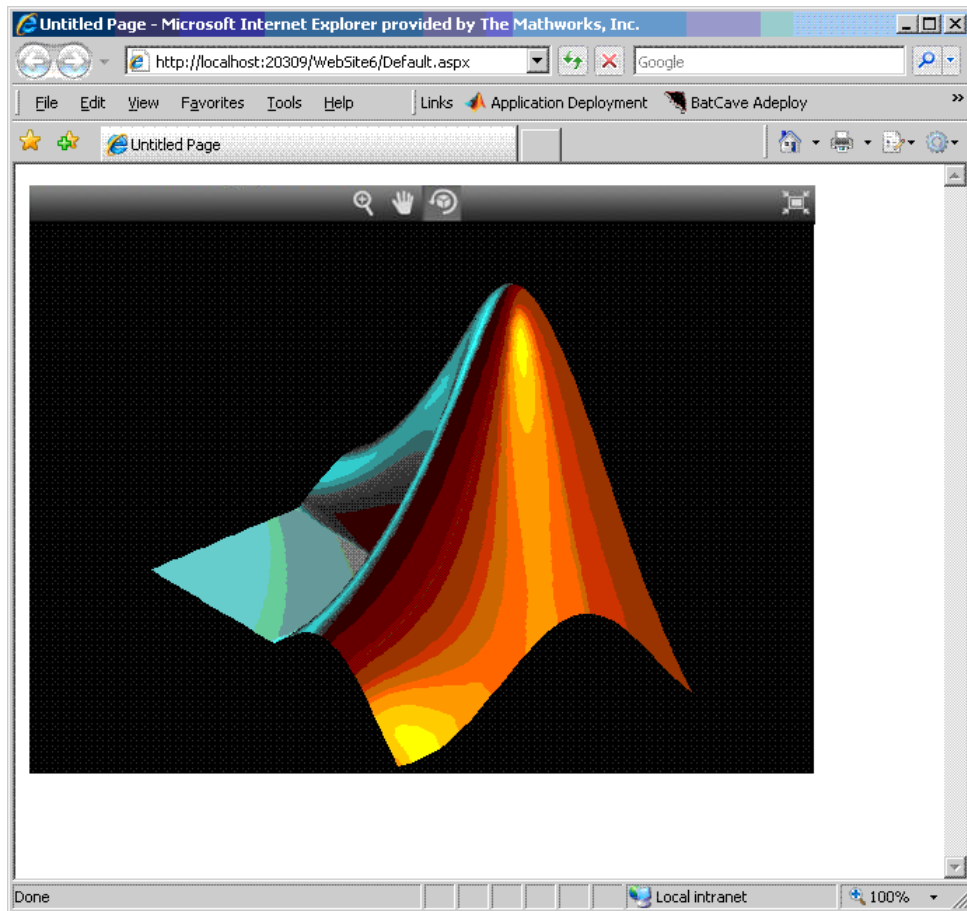 Untitled Page - Microsoft Internet Explorer provided by The Mathworks, Inc.
http://localhost:20309/WebSite6/Default.aspx
Google
File Edit View Favorites Tools Help Links Application Deployment BatCave Adeploy »
Untitled Page
Done Local intranet 100%